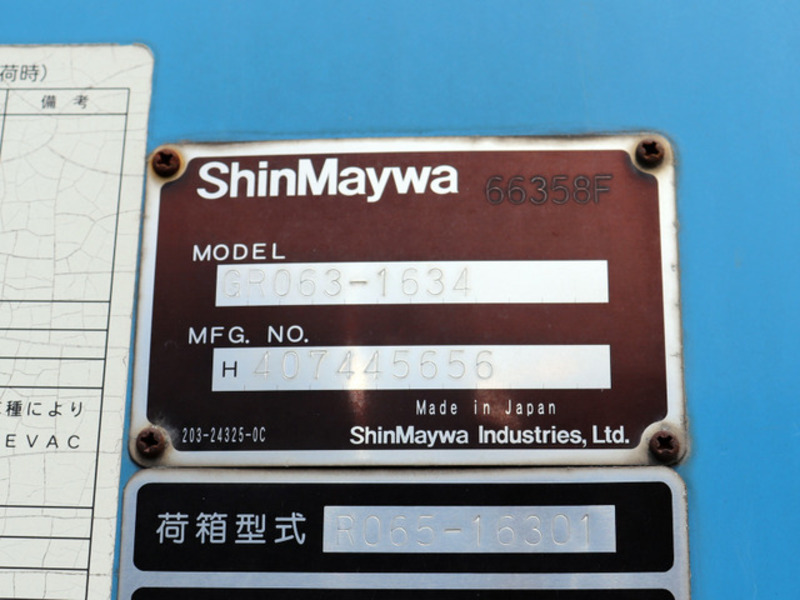 荷時)
備考
種により
EVAC
ShinMaywa 66358F
MODEL
GR063-1634
MFG. NO.
H 407445656
Made in Japan
203-24325-0C ShinMaywa Industries, Ltd.
荷箱型式 R065-16301